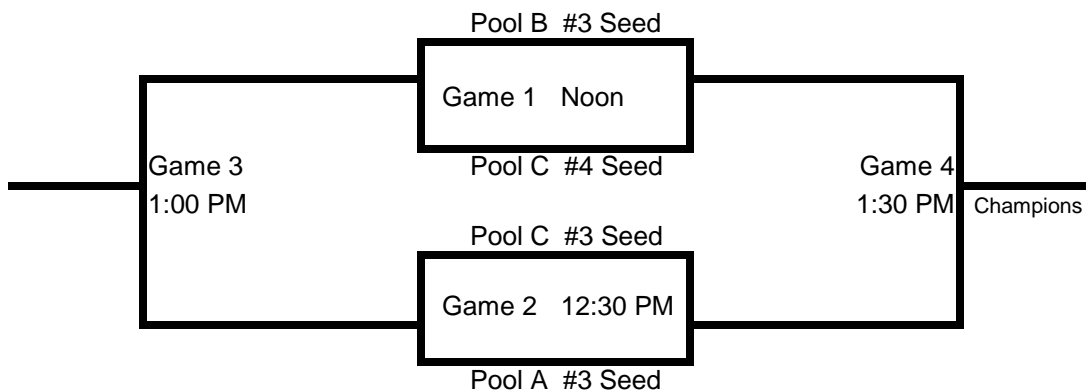 Pool B #3 Seed
Game 1 Noon
Pool C #4 Seed
Game 3
1:00 PM
Game 4
1:30 PM
Champions
Pool C #3 Seed
Game 2 12:30 PM
Pool A #3 Seed